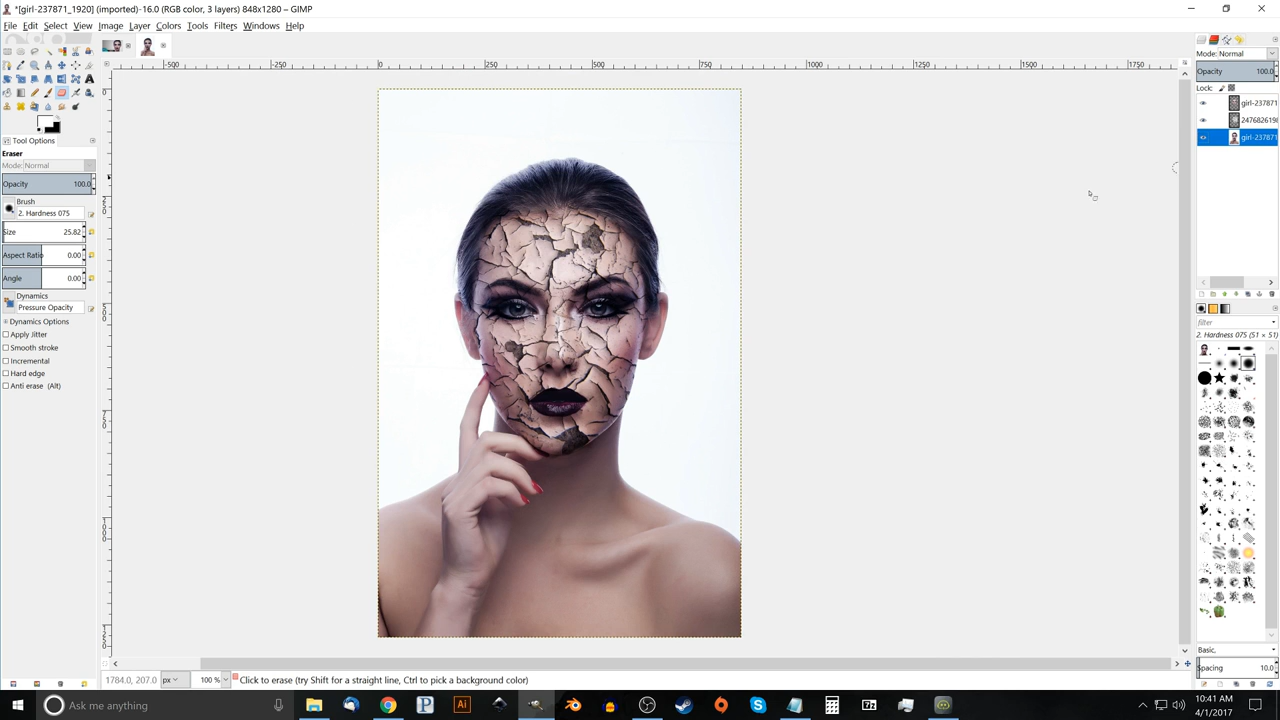 *[girl-237871_1920] (imported)-16.0 (RGB color, 3 layers) 848x1280 – GIMP
File Edit Select View Image Layer Colors Tools Filters Windows Help
Mode: Normal
Opacity 100.0
Lock:
girl-237871
2476826198
girl-237871
-500 -250 0 250 500 750 1000 1250 1500 1750
Tool Options
Eraser
Mode: Normal
Opacity 100.0
Brush
2. Hardness 075
Size 25.82
Aspect Ratio 0.00
Angle 0.00
Dynamics
Pressure Opacity
Dynamics Options
Apply Jitter
Smooth stroke
Incremental
Hard edge
Anti erase (Alt)
filter
2. Hardness 075 (51 × 51)
Basic,
Spacing 10.0
1784.0, 207.0 px 100 % Click to erase (try Shift for a straight line, Ctrl to pick a background color)
Ask me anything
10:41 AM
4/1/2017